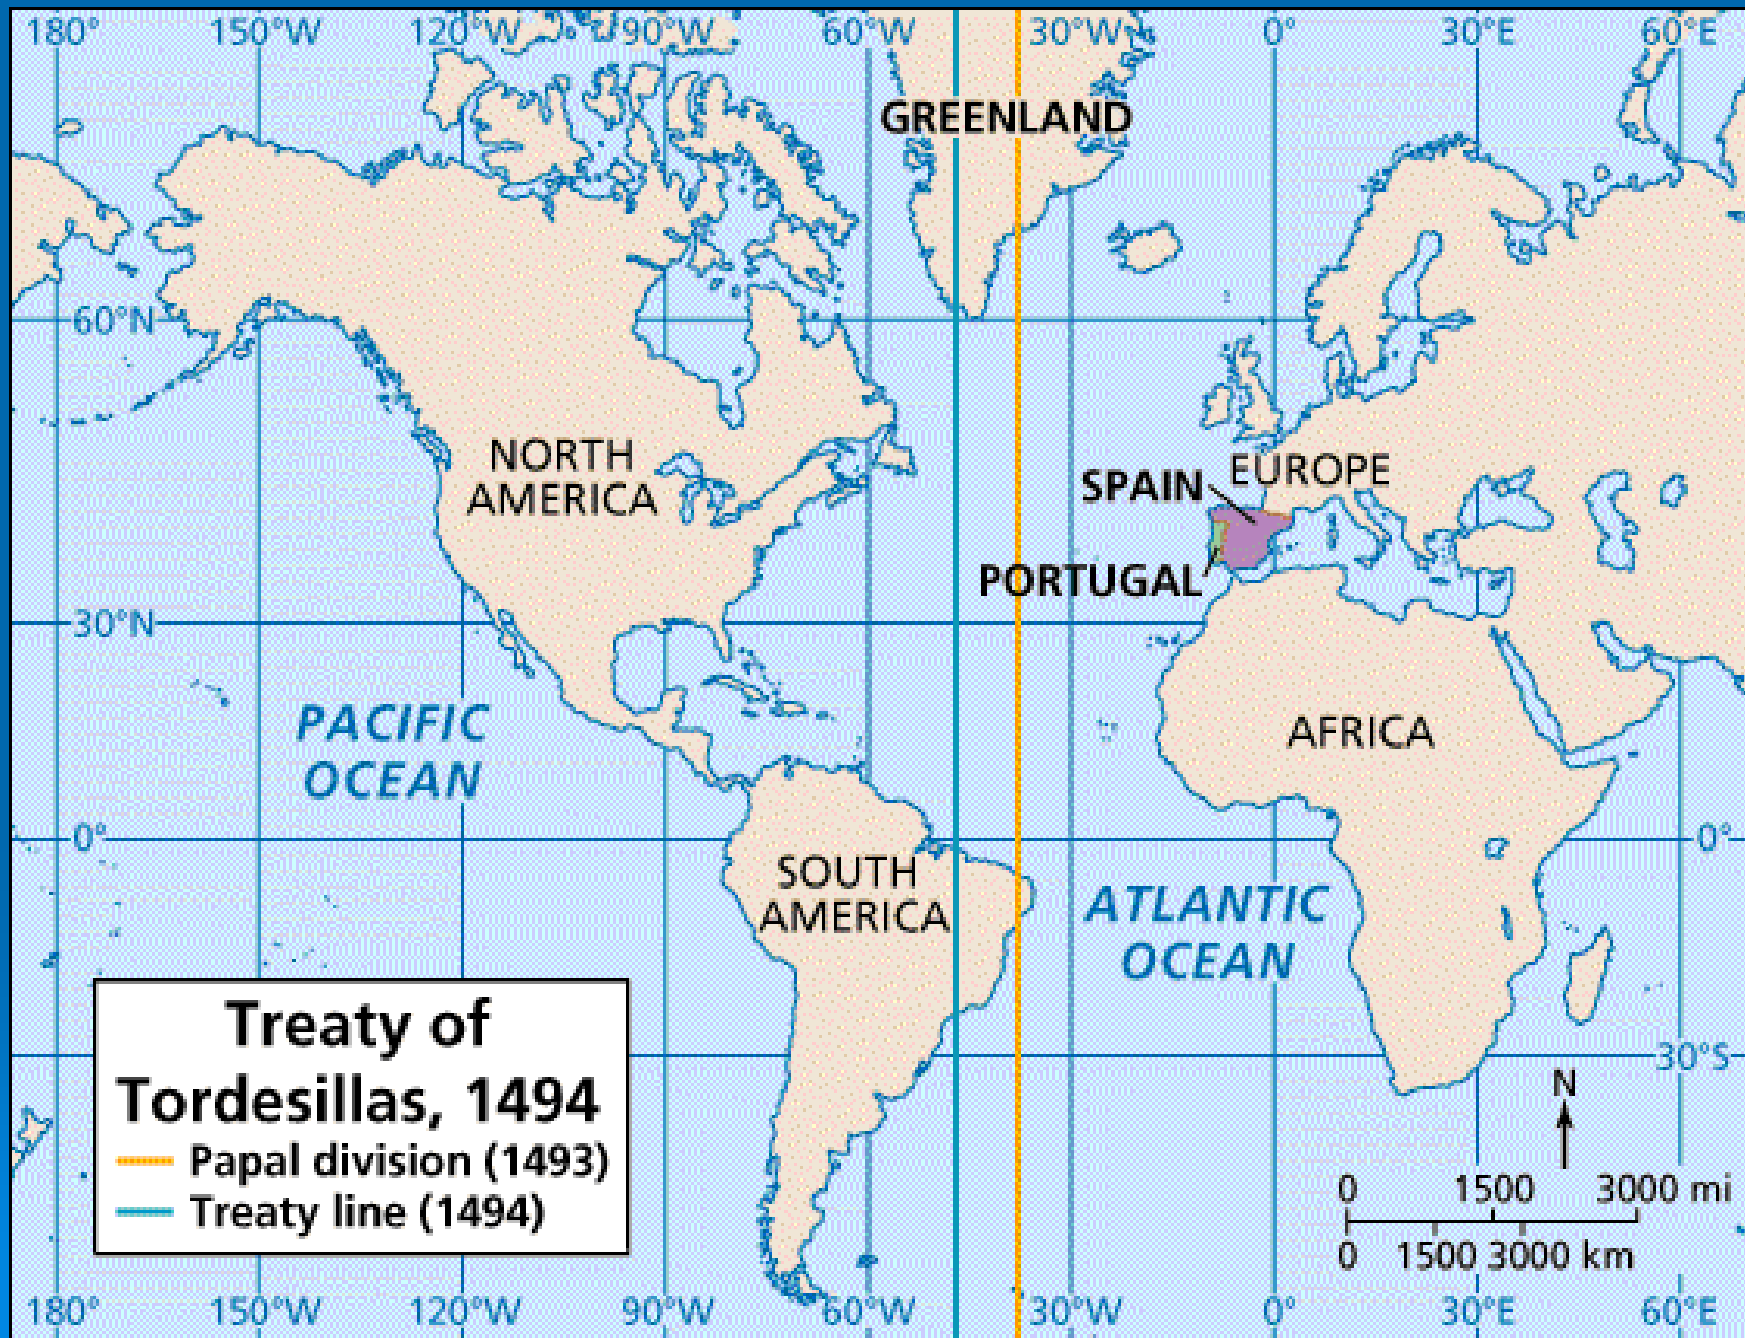 180° 150°W 120°W 90°W 60°W 30°W 0° 30°E 60°E
GREENLAND
60°N
NORTH
AMERICA
EUROPE
SPAIN
PORTUGAL
30°N
PACIFIC
OCEAN
AFRICA
0° 0°
SOUTH
AMERICA
ATLANTIC
OCEAN
30°S
Treaty of
Tordesillas, 1494
Papal division (1493)
Treaty line (1494)
N
0 1500 3000 mi
0 1500 3000 km
180° 150°W 120°W 90°W 60°W 30°W 0° 30°E 60°E